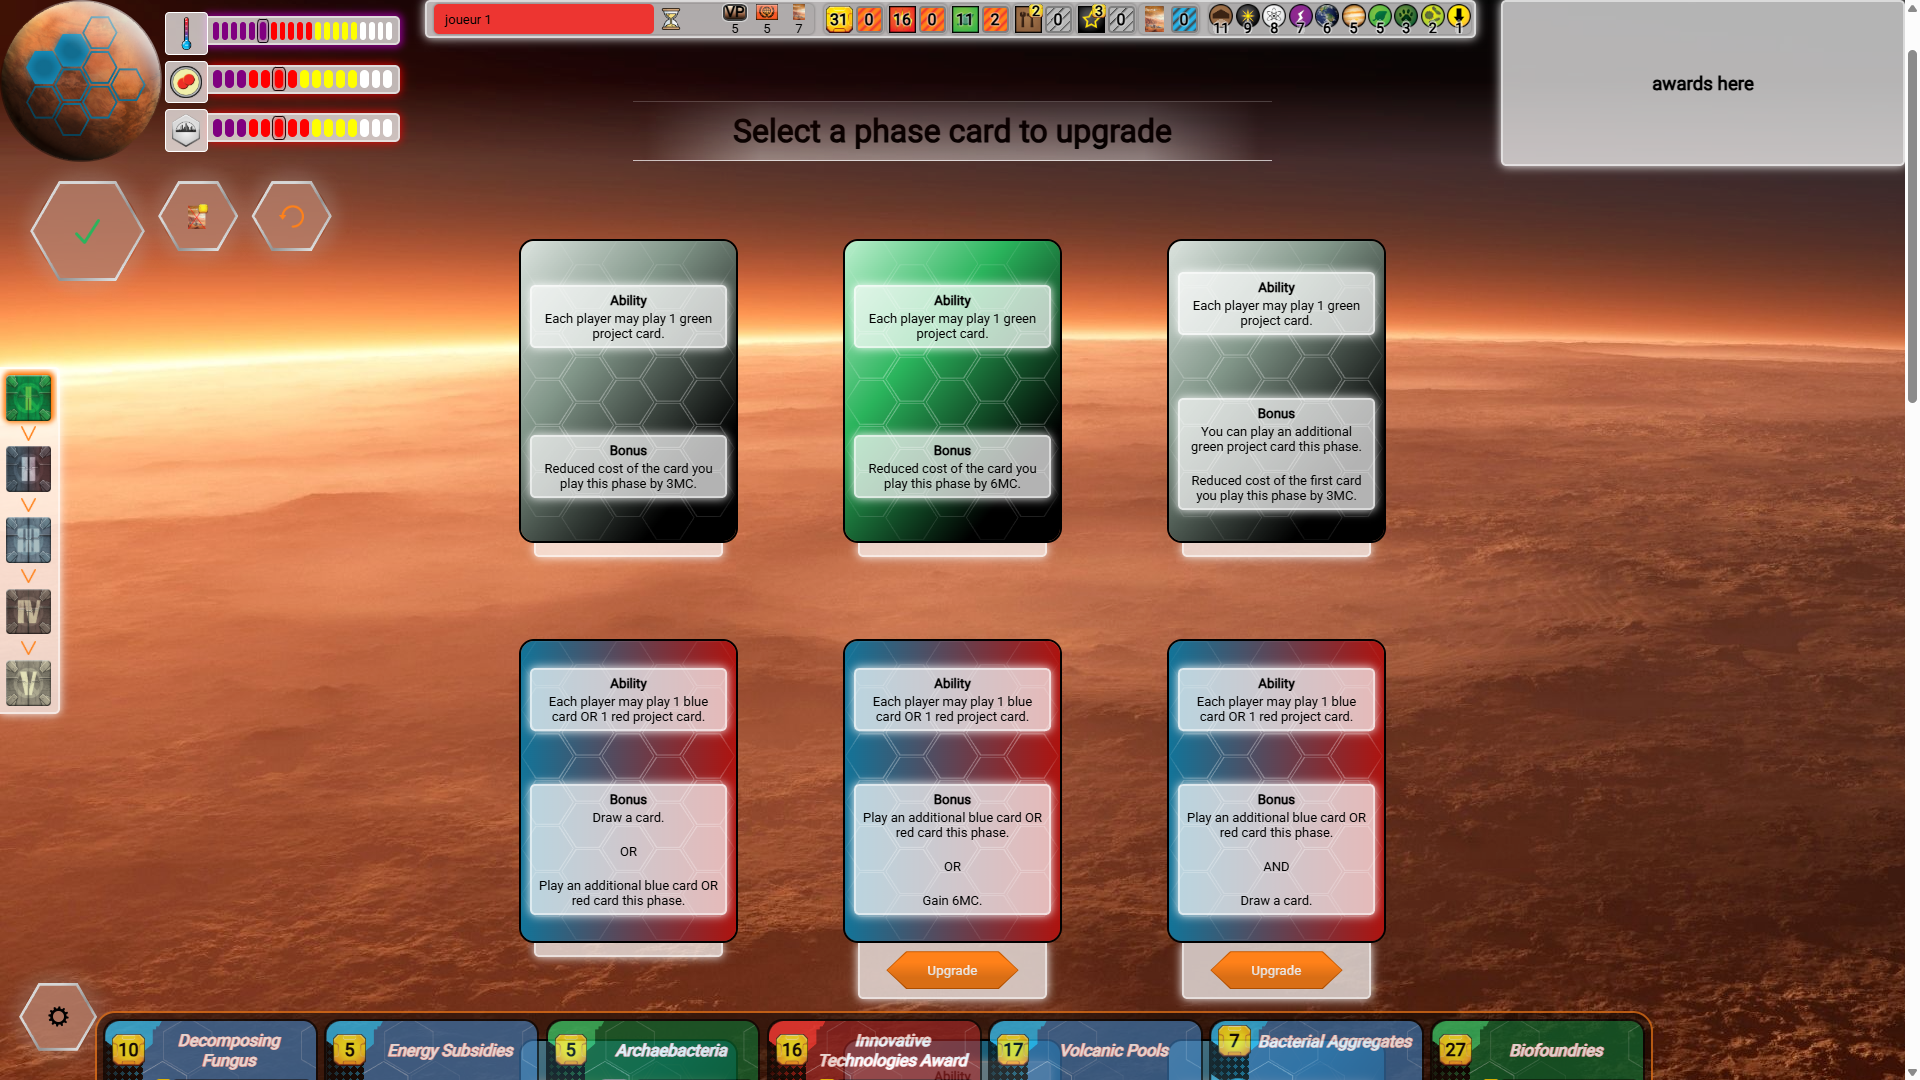 joueur 1
VP
5
5
7
31
0
16
0
11
2
2
0
3
0
0
11
9
8
7
6
5
5
3
2
1
awards here
Select a phase card to upgrade
Ability
Each player may play 1 green
project card.
Bonus
Reduced cost of the card you
play this phase by 3MC.
Ability
Each player may play 1 green
project card.
Bonus
Reduced cost of the card you
play this phase by 6MC.
Ability
Each player may play 1 green
project card.
Bonus
You can play an additional
green project card this phase.
Reduced cost of the first card
you play this phase by 3MC.
I
II
III
IV
V
Ability
Each player may play 1 blue
card OR 1 red project card.
Bonus
Draw a card.
OR
Play an additional blue card OR
red card this phase.
Ability
Each player may play 1 blue
card OR 1 red project card.
Bonus
Play an additional blue card OR
red card this phase.
OR
Gain 6MC.
Upgrade
Ability
Each player may play 1 blue
card OR 1 red project card.
Bonus
Play an additional blue card OR
red card this phase.
AND
Draw a card.
Upgrade
10
Decomposing
Fungus
5
Energy Subsidies
5
Archaebacteria
16
Innovative
Technologies Award
Ability
17
Volcanic Pools
7
Bacterial Aggregates
27
Biofoundries